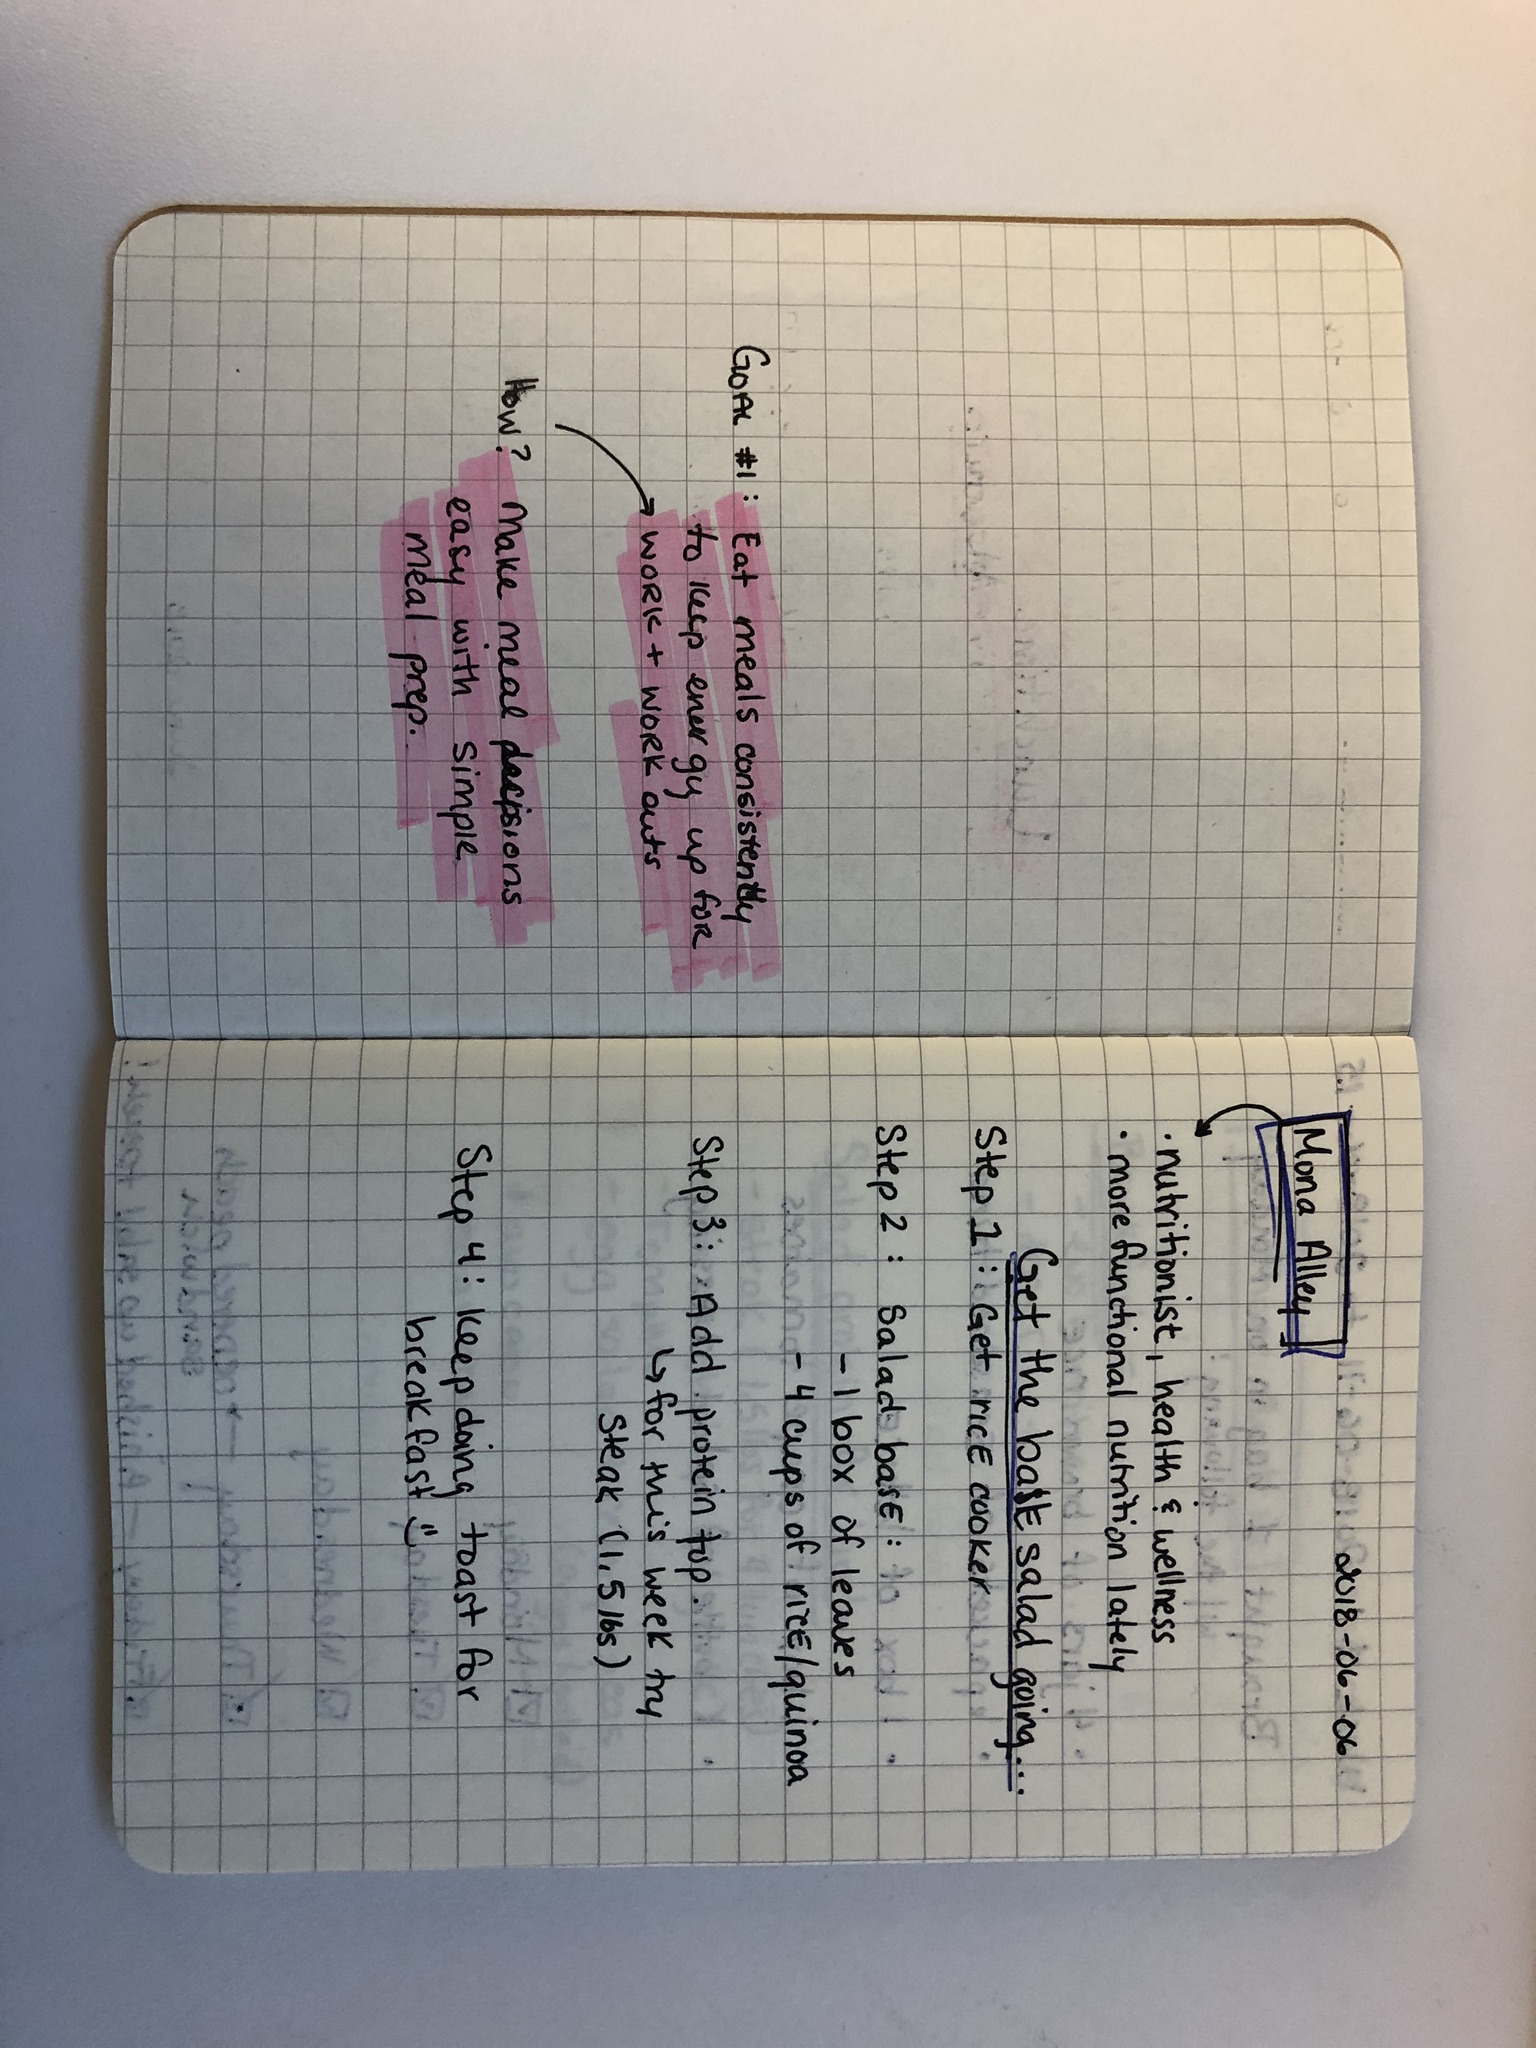 GOAL #1: Eat meals consistently
to keep energy up for
work + work outs
How? Make meal decisions
easy with simple
meal prep.
2018-06-06
Mona Alley
· nutritionist, health & wellness
· more functional nutrition lately
Get the base salad going...
Step 1: Get rice cooker
Step 2: Salad base:
- 1 box of leaves
- 4 cups of rice/quinoa
Step 3: Add protein top.
↳ for this week try
steak (1.5 lbs)
Step 4: Keep doing toast for
breakfast :)